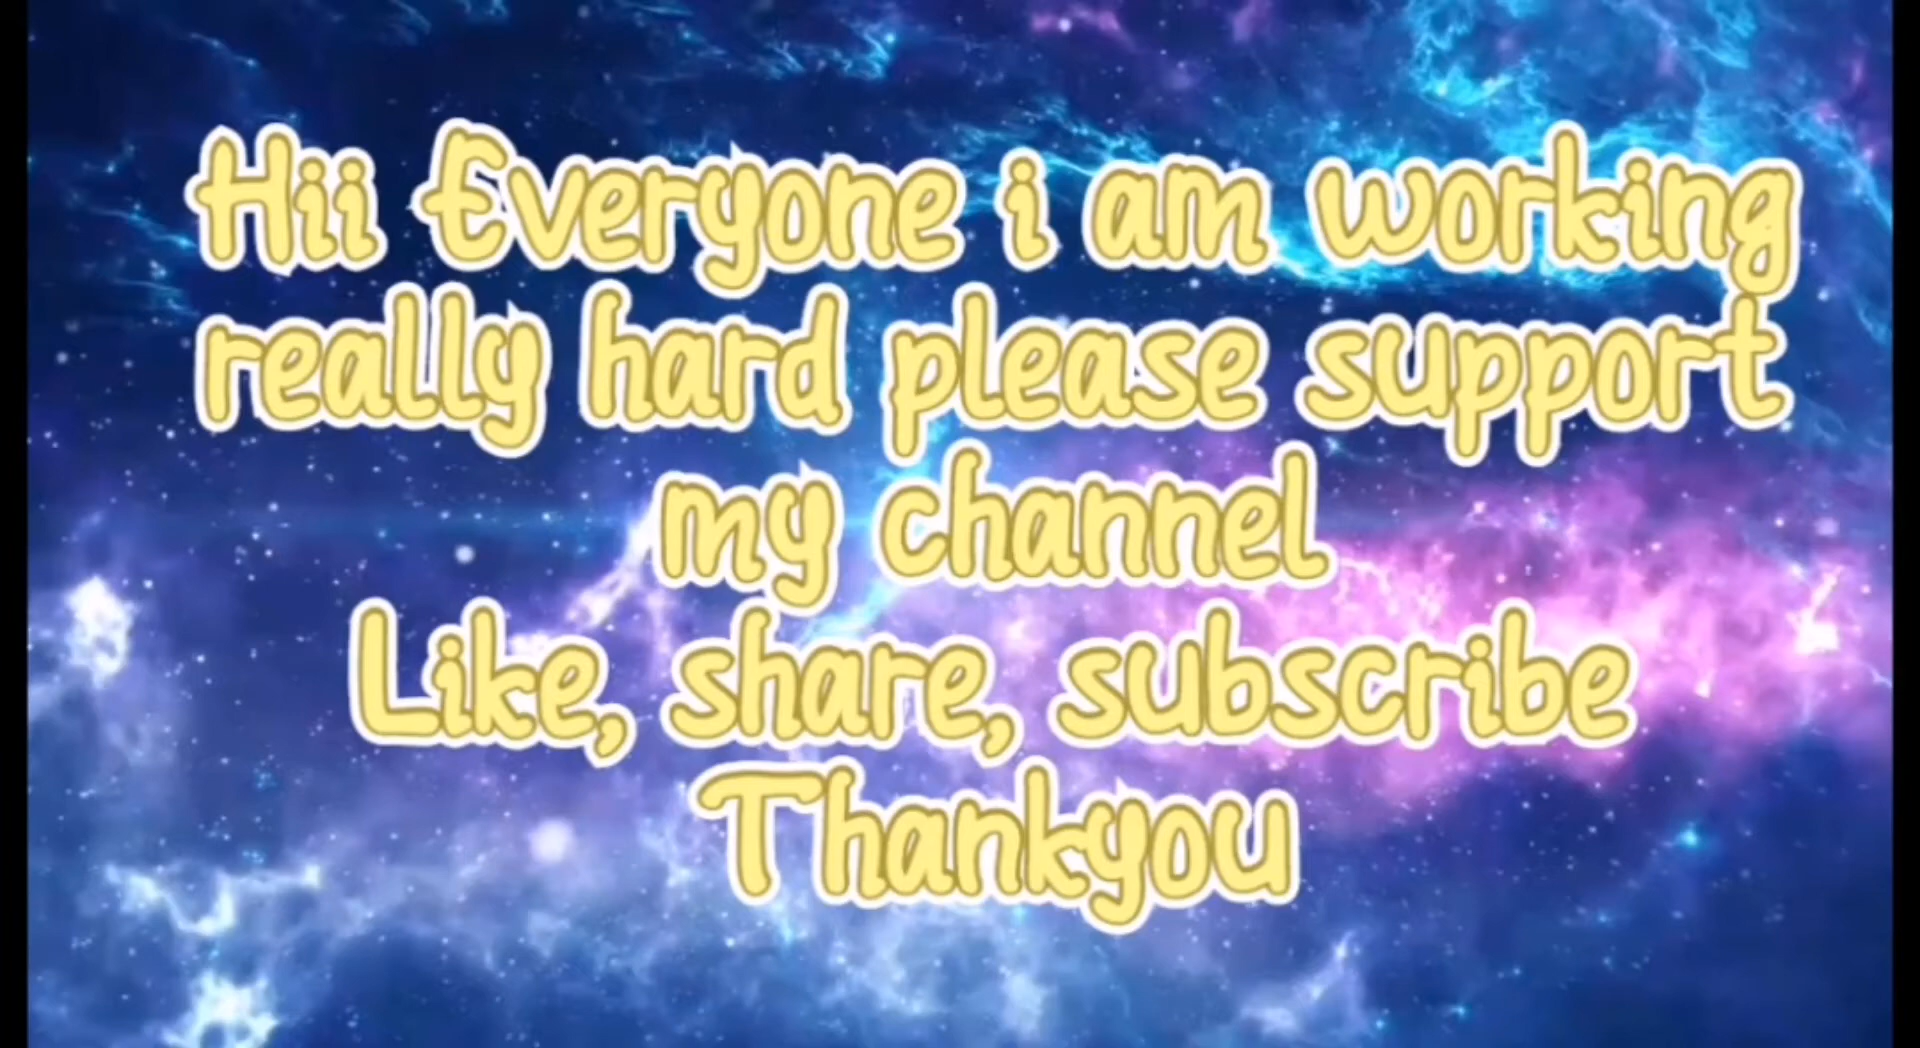 Hii Everyone i am working
really hard please support
my channel
Like, share, subscribe
Thankyou